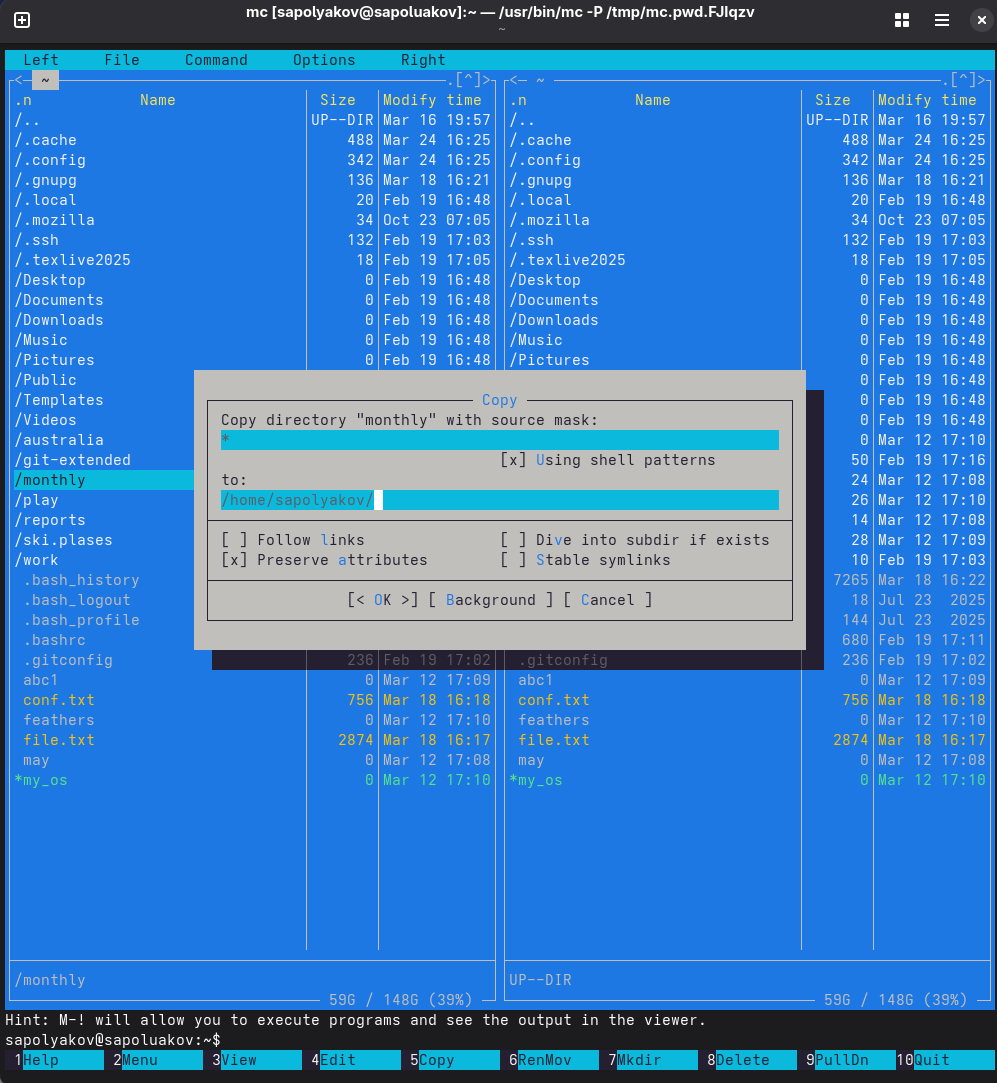 mc [sapolyakov@sapoluakov]:~ — /usr/bin/mc -P /tmp/mc.pwd.FJIqzv
~
Left File Command Options Right
<— ~ .[^]> <— ~ .[^]>
.n Name Size Modify time .n Name Size Modify time
/.. UP--DIR Mar 16 19:57 /.. UP--DIR Mar 16 19:57
/.cache 488 Mar 24 16:25 /.cache 488 Mar 24 16:25
/.config 342 Mar 24 16:25 /.config 342 Mar 24 16:25
/.gnupg 136 Mar 18 16:21 /.gnupg 136 Mar 18 16:21
/.local 20 Feb 19 16:48 /.local 20 Feb 19 16:48
/.mozilla 34 Oct 23 07:05 /.mozilla 34 Oct 23 07:05
/.ssh 132 Feb 19 17:03 /.ssh 132 Feb 19 17:03
/.texlive2025 18 Feb 19 17:05 /.texlive2025 18 Feb 19 17:05
/Desktop 0 Feb 19 16:48 /Desktop 0 Feb 19 16:48
/Documents 0 Feb 19 16:48 /Documents 0 Feb 19 16:48
/Downloads 0 Feb 19 16:48 /Downloads 0 Feb 19 16:48
/Music 0 Feb 19 16:48 /Music 0 Feb 19 16:48
/Pictures 0 Feb 19 16:48 /Pictures 0 Feb 19 16:48
/Public 0 Feb 19 16:48
/Templates Copy 0 Feb 19 16:48
/Videos Copy directory "monthly" with source mask: 0 Feb 19 16:48
/australia * 0 Mar 12 17:10
/git-extended [x] Using shell patterns 50 Feb 19 17:16
/monthly to: 24 Mar 12 17:08
/play /home/sapolyakov/ 26 Mar 12 17:10
/reports 14 Mar 12 17:08
/ski.plases [ ] Follow links [ ] Dive into subdir if exists 28 Mar 12 17:09
/work [x] Preserve attributes [ ] Stable symlinks 10 Feb 19 17:03
.bash_history 7265 Mar 18 16:22
.bash_logout [< OK >] [ Background ] [ Cancel ] 18 Jul 23 2025
.bash_profile 144 Jul 23 2025
.bashrc 680 Feb 19 17:11
.gitconfig 236 Feb 19 17:02 .gitconfig 236 Feb 19 17:02
abc1 0 Mar 12 17:09 abc1 0 Mar 12 17:09
conf.txt 756 Mar 18 16:18 conf.txt 756 Mar 18 16:18
feathers 0 Mar 12 17:10 feathers 0 Mar 12 17:10
file.txt 2874 Mar 18 16:17 file.txt 2874 Mar 18 16:17
may 0 Mar 12 17:08 may 0 Mar 12 17:08
*my_os 0 Mar 12 17:10 *my_os 0 Mar 12 17:10
/monthly UP--DIR
59G / 148G (39%) 59G / 148G (39%)
Hint: M-! will allow you to execute programs and see the output in the viewer.
sapolyakov@sapoluakov:~$
1Help 2Menu 3View 4Edit 5Copy 6RenMov 7Mkdir 8Delete 9PullDn 10Quit